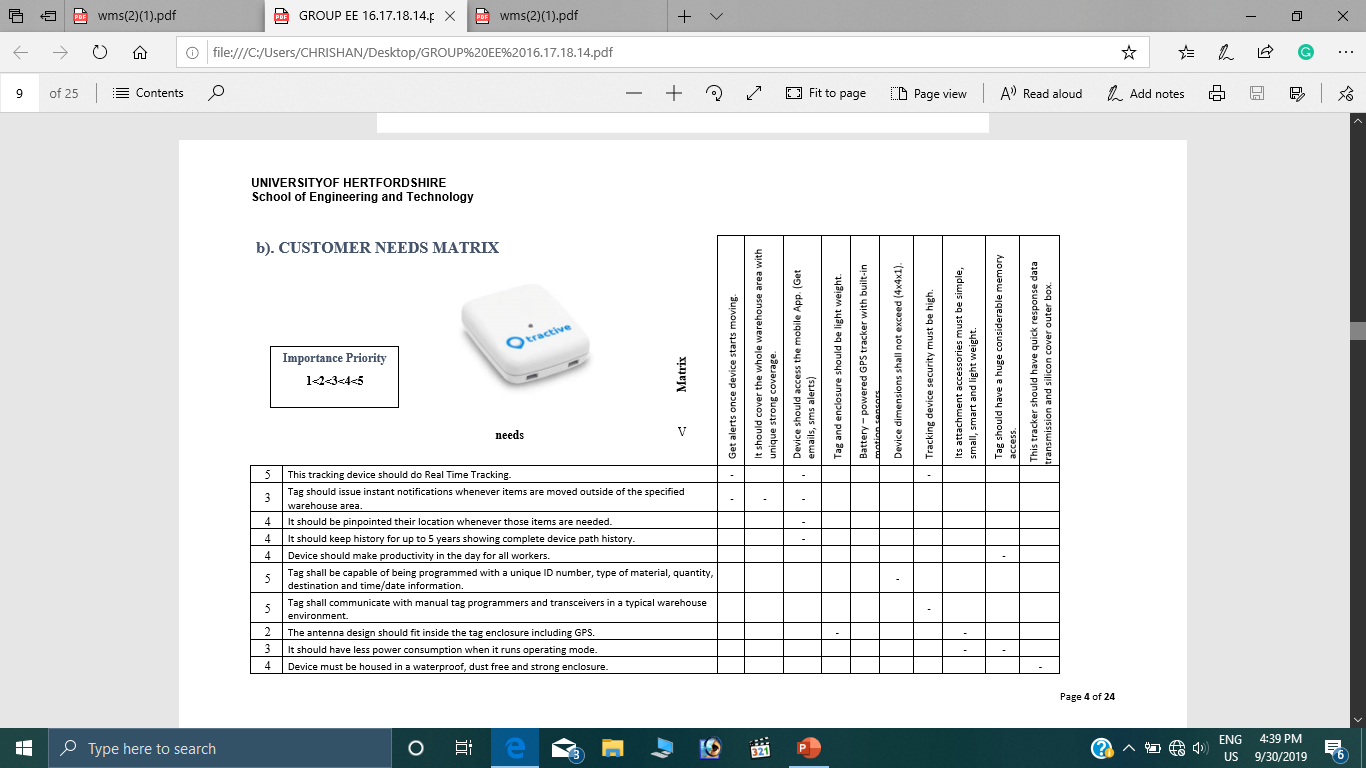 wms(2)(1).pdf
GROUP EE 16.17.18.14.p
wms(2)(1).pdf
file:///C:/Users/CHRISHAN/Desktop/GROUP%20EE%2016.17.18.14.pdf
9 of 25
Contents
Fit to page
Page view
Read aloud
Add notes
UNIVERSITYOF HERTFORDSHIRE
School of Engineering and Technology
b). CUSTOMER NEEDS MATRIX
Importance Priority
1<2<3<4<5
tractive
needs
Matrix
V
Get alerts once device starts moving.
It should cover the whole warehouse area with
unique strong coverage.
Device should access the mobile App. (Get
emails, sms alerts)
Tag and enclosure should be light weight.
Battery – powered GPS tracker with built-in
motion sensors
Device dimensions shall not exceed (4x4x1).
Tracking device security must be high.
Its attachment accessories must be simple,
small, smart and light weight.
Tag should have a huge considerable memory
access.
This tracker should have quick response data
transmission and silicon cover outer box.
5 This tracking device should do Real Time Tracking. - - -
3 Tag should issue instant notifications whenever items are moved outside of the specified
warehouse area. - - -
4 It should be pinpointed their location whenever those items are needed. -
4 It should keep history for up to 5 years showing complete device path history. -
4 Device should make productivity in the day for all workers. -
5 Tag shall be capable of being programmed with a unique ID number, type of material, quantity,
destination and time/date information. -
5 Tag shall communicate with manual tag programmers and transceivers in a typical warehouse
environment. -
2 The antenna design should fit inside the tag enclosure including GPS. - -
3 It should have less power consumption when it runs operating mode. - -
4 Device must be housed in a waterproof, dust free and strong enclosure. -
Page 4 of 24
Type here to search
3
321
ENG
US
4:39 PM
9/30/2019
6